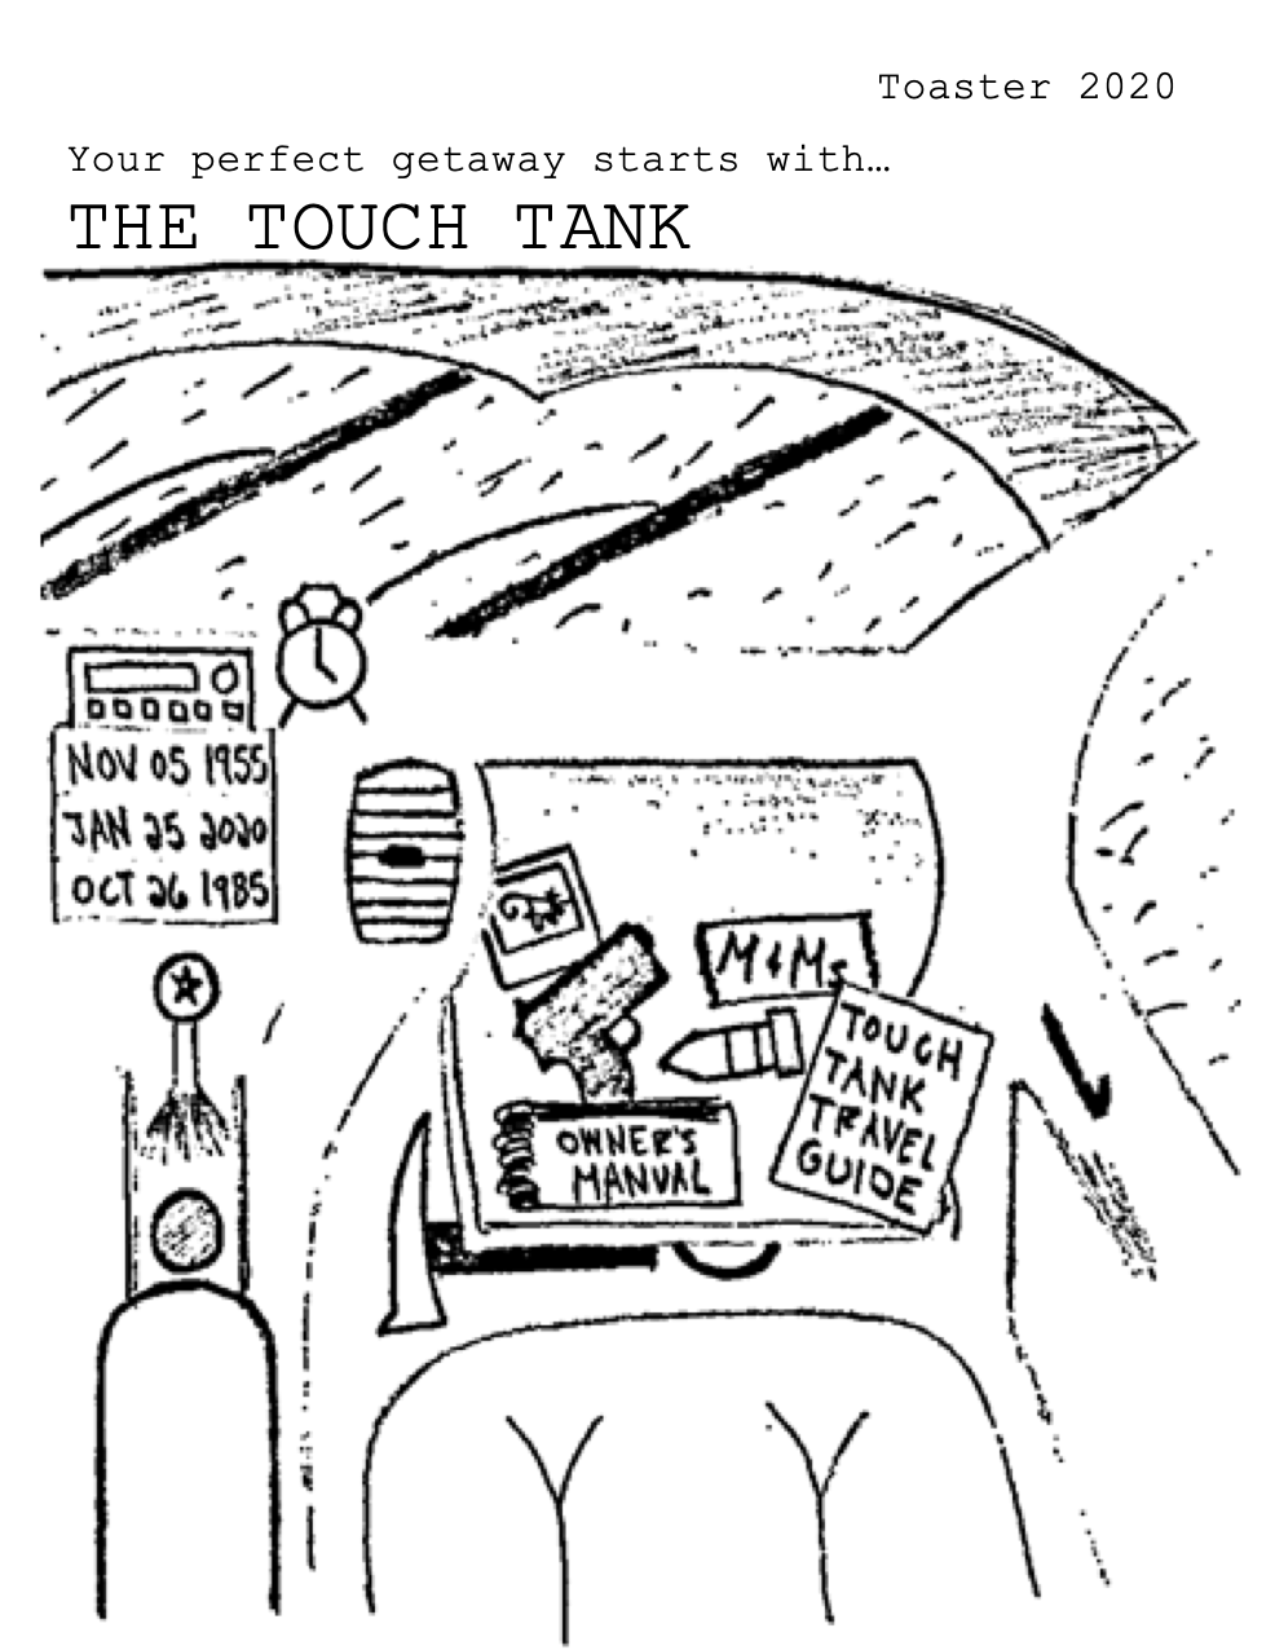 Toaster 2020
Your perfect getaway starts with…
THE TOUCH TANK
NOV 05 1955
JAN 25 2020
OCT 26 1985
M&Ms
TOUCH
TANK
TRAVEL
GUIDE
OWNER'S
MANUAL